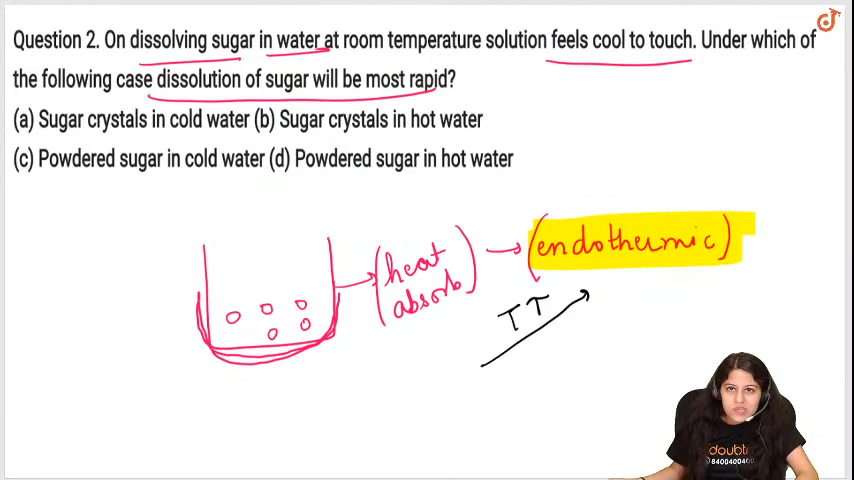 Question 2. On dissolving sugar in water at room temperature solution feels cool to touch. Under which of
the following case dissolution of sugar will be most rapid?
(a) Sugar crystals in cold water (b) Sugar crystals in hot water
(c) Powdered sugar in cold water (d) Powdered sugar in hot water
(endothermic)
(heat
absorb)
T↑
doubt
8400400400